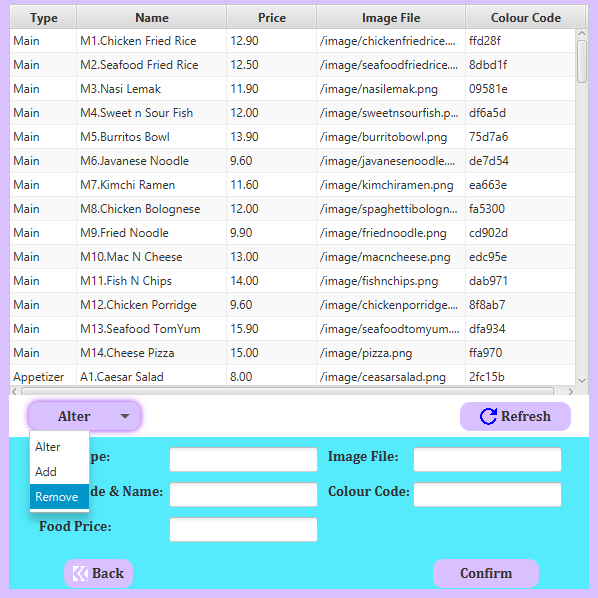 Type Name Price Image File Colour Code
Main M1.Chicken Fried Rice 12.90 /image/chickenfriedrice.... ffd28f
Main M2.Seafood Fried Rice 12.50 /image/seafoodfriedrice.... 8dbd1f
Main M3.Nasi Lemak 11.90 /image/nasilemak.png 09581e
Main M4.Sweet n Sour Fish 12.00 /image/sweetnsourfish.p... df6a5d
Main M5.Burritos Bowl 13.90 /image/burritobowl.png 75d7a6
Main M6.Javanese Noodle 9.60 /image/javanesenoodle.... de7d54
Main M7.Kimchi Ramen 11.60 /image/kimchiramen.png ea663e
Main M8.Chicken Bolognese 12.00 /image/spaghettibologn... fa5300
Main M9.Fried Noodle 9.90 /image/friednoodle.png cd902d
Main M10.Mac N Cheese 13.00 /image/macncheese.png edc95e
Main M11.Fish N Chips 14.00 /image/fishnchips.png dab971
Main M12.Chicken Porridge 9.60 /image/chickenporridge.... 8f8ab7
Main M13.Seafood TomYum 15.90 /image/seafoodtomyum.... dfa934
Main M14.Cheese Pizza 15.00 /image/pizza.png ffa970
Appetizer A1.Caesar Salad 8.00 /image/ceasarsalad.png 2fc15b
Alter Refresh
Alter
Add
Remove
pe: Image File:
de & Name: Colour Code:
Food Price:
Back Confirm